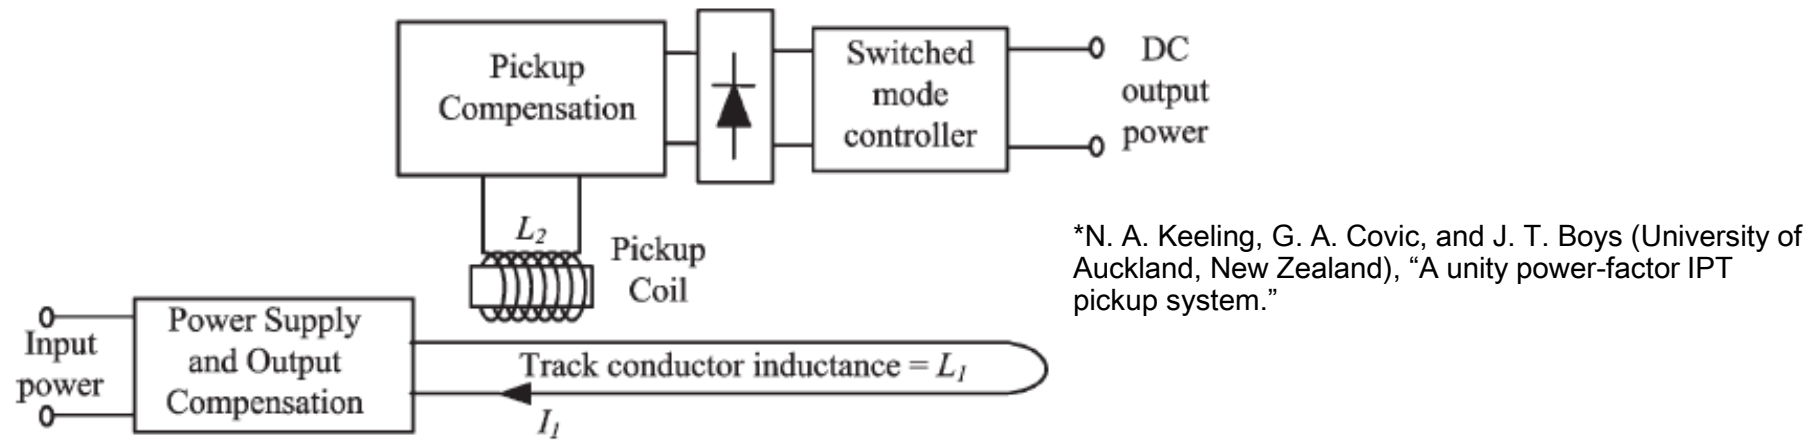 Pickup
Compensation
Switched
mode
controller
DC
output
power
L2
Pickup
Coil
*N. A. Keeling, G. A. Covic, and J. T. Boys (University of
Auckland, New Zealand), “A unity power-factor IPT
pickup system.”
Input
power
Power Supply
and Output
Compensation
Track conductor inductance = L1
I1